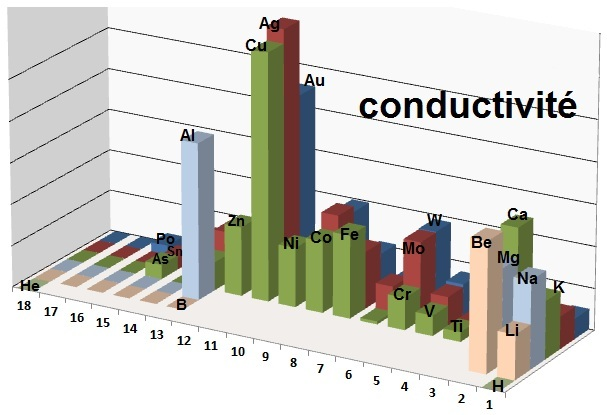 Ag
Cu
Au
conductivité
Al
Zn
Ni
Co
Fe
W
Mo
Ca
Be
Mg
Na
K
Po
Sn
As
He
B
Cr
V
Ti
Li
H
18
17
16
15
14
13
12
11
10
9
8
7
6
5
4
3
2
1